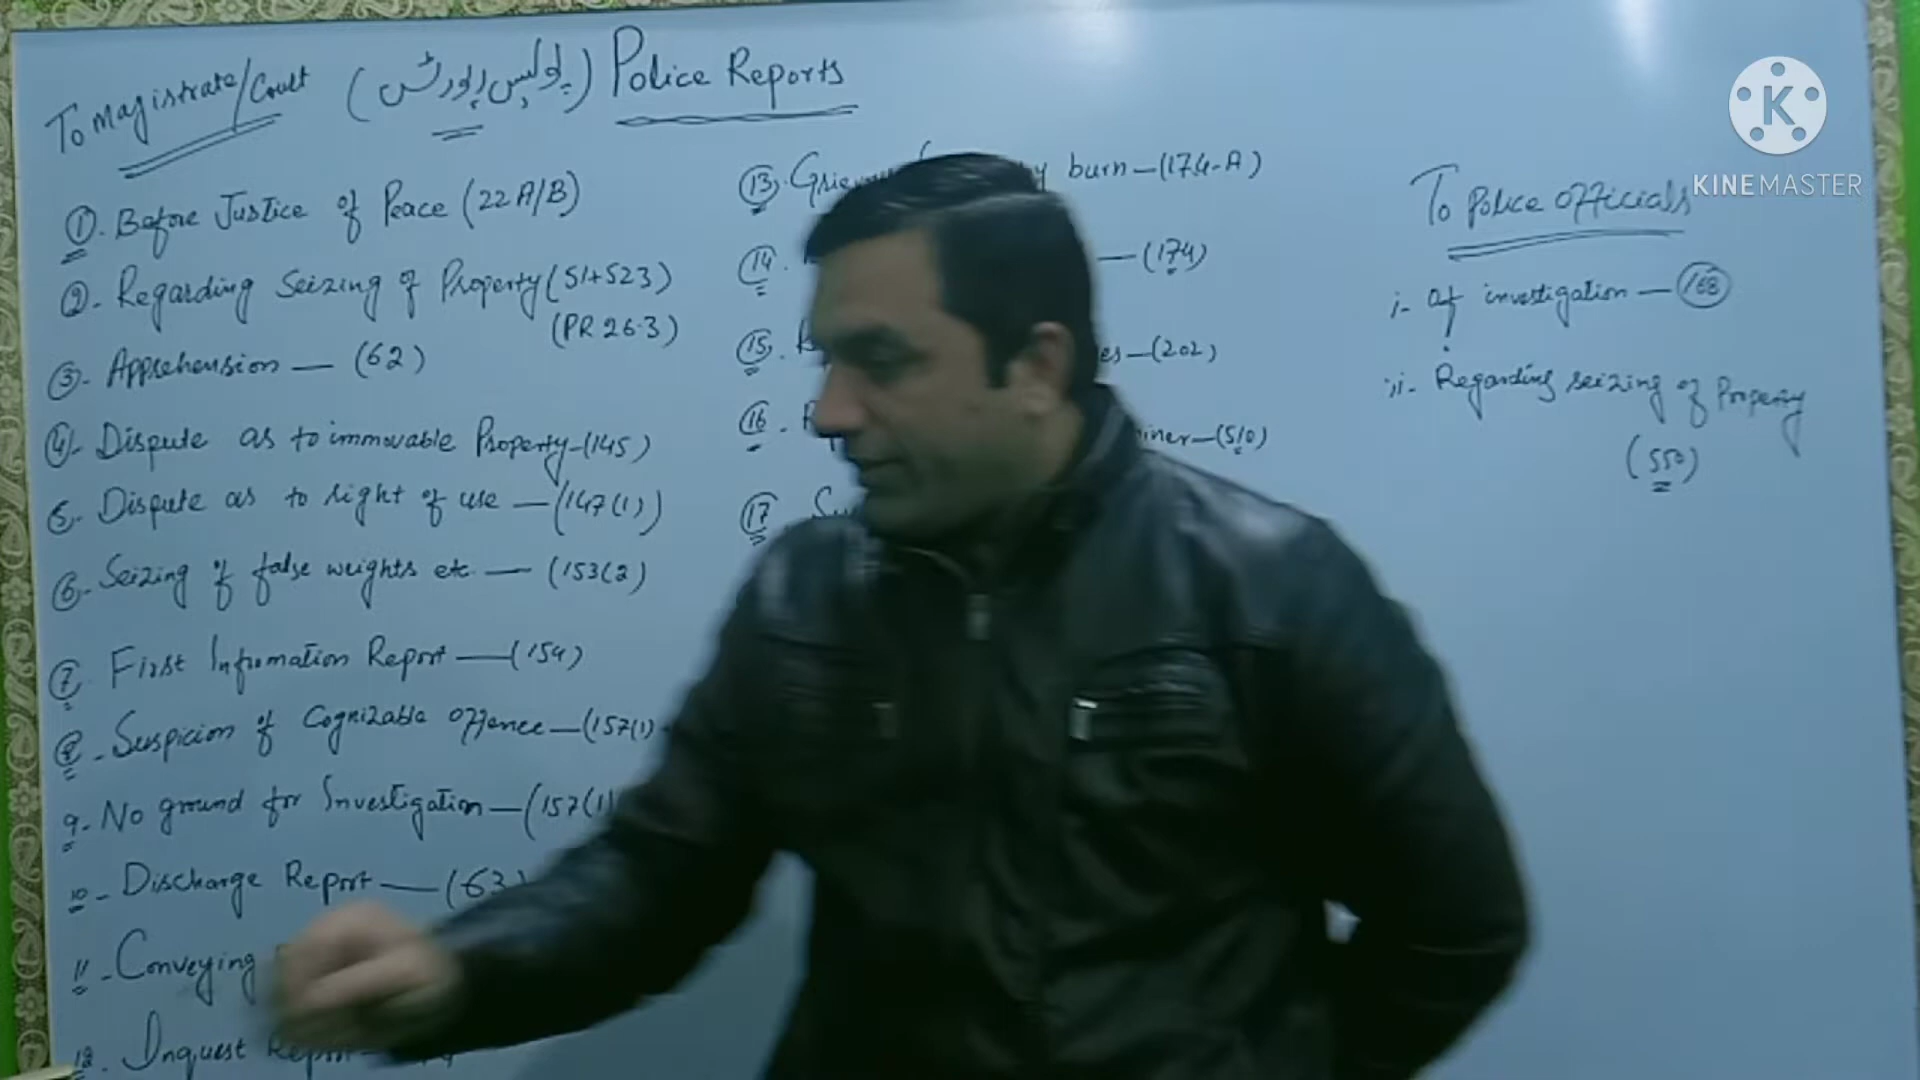 To Magistrate/Court (پولیس رپورٹس) Police Reports
1. Before Justice of Peace (22A/B)
2- Regarding Seizing of Property (51+523)
(PR 26.3)
3- Apprehension — (62)
4- Dispute as to immovable Property-(145)
5- Dispute as to right of use — (147(1))
6- Seizing of false weights etc — (153(2)
7. First Information Report — (154)
8- Suspicion of Cognizable offence — (157(1)
9- No ground for Investigation — (157(1)
10- Discharge Report — (63)
11- Conveying
12. Inquest Report
13. burn — (174-A)
14. — (174)
15. — (202)
16. — (510)
17.
To Police Officials
i- of investigation — 168
ii- Regarding seizing of Property
(550)
KINEMASTER